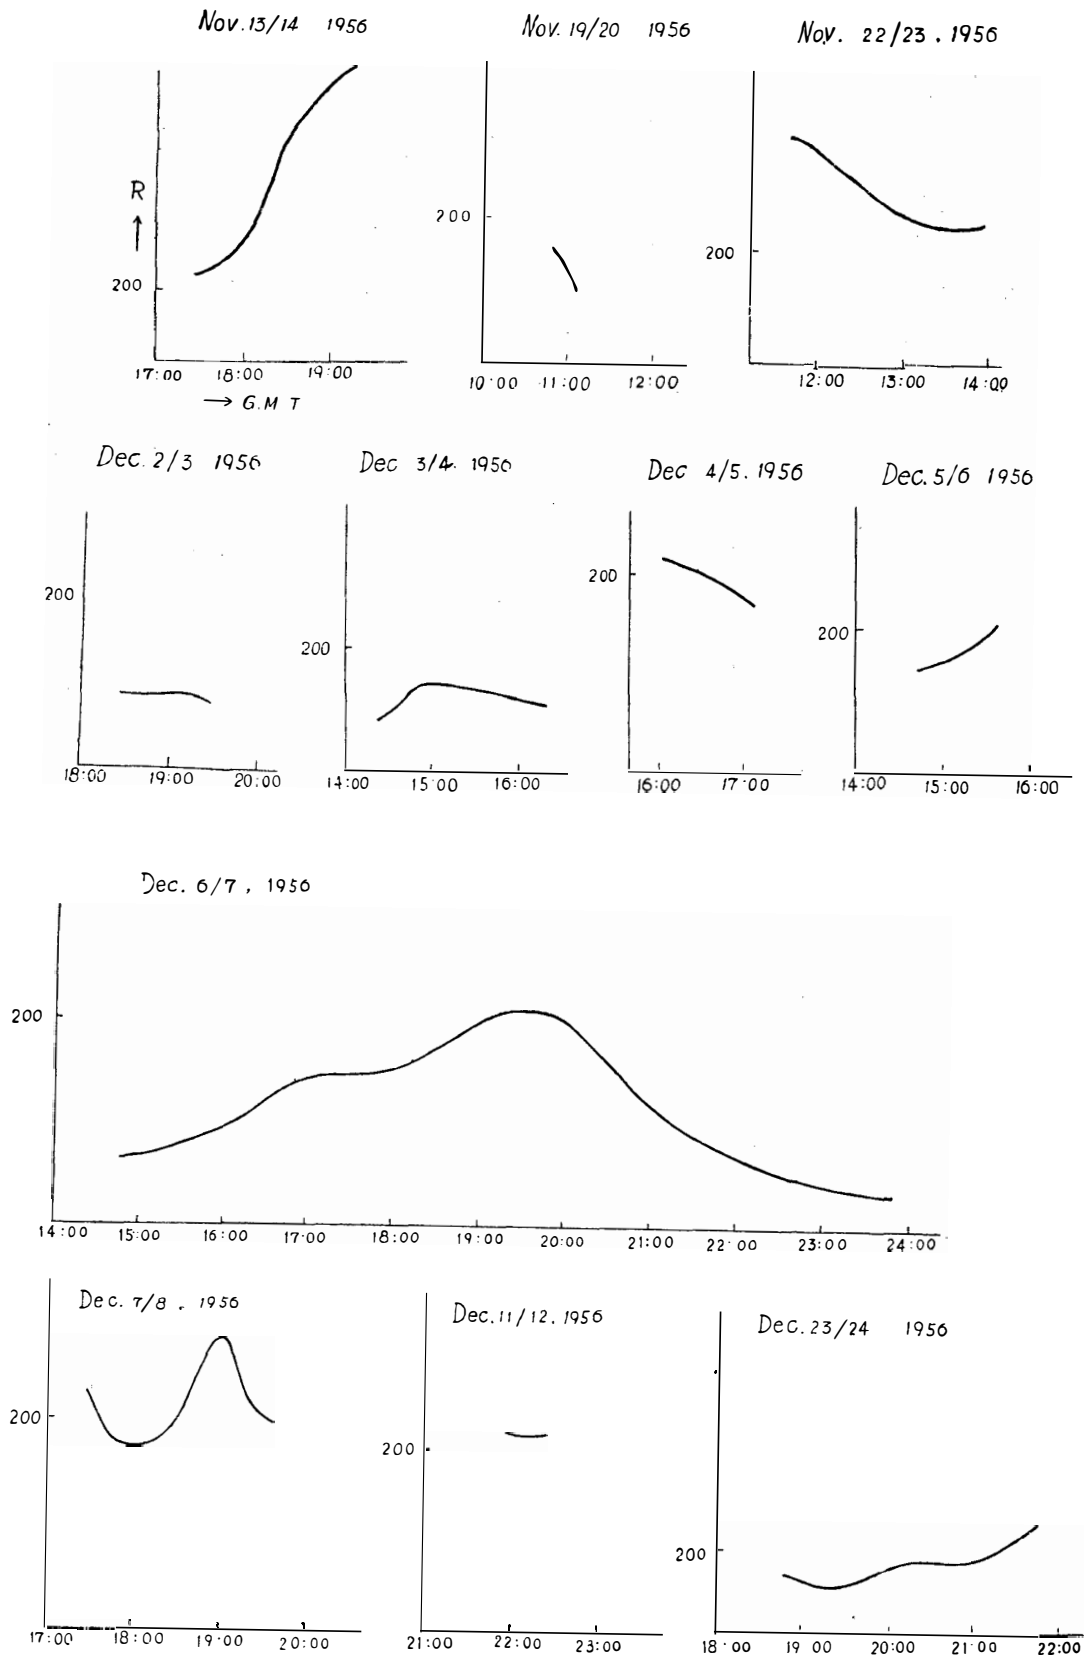 Nov. 13/14 1956
Nov. 19/20 1956
Nov. 22/23. 1956
R
↑
200
17:00 18:00 19:00
→ G.M T
200
10:00 11:00 12:00
200
12:00 13:00 14:00
Dec. 2/3 1956
Dec 3/4. 1956
Dec 4/5. 1956
Dec. 5/6 1956
200
18:00 19:00 20:00
200
14:00 15:00 16:00
200
16:00 17:00
200
14:00 15:00 16:00
Dec. 6/7, 1956
200
14:00 15:00 16:00 17:00 18:00 19:00 20:00 21:00 22:00 23:00 24:00
Dec. 7/8. 1956
200
17:00 18:00 19:00 20:00
Dec. 11/12. 1956
200
21:00 22:00 23:00
Dec. 23/24 1956
200
18 00 19 00 20:00 21:00 22:00